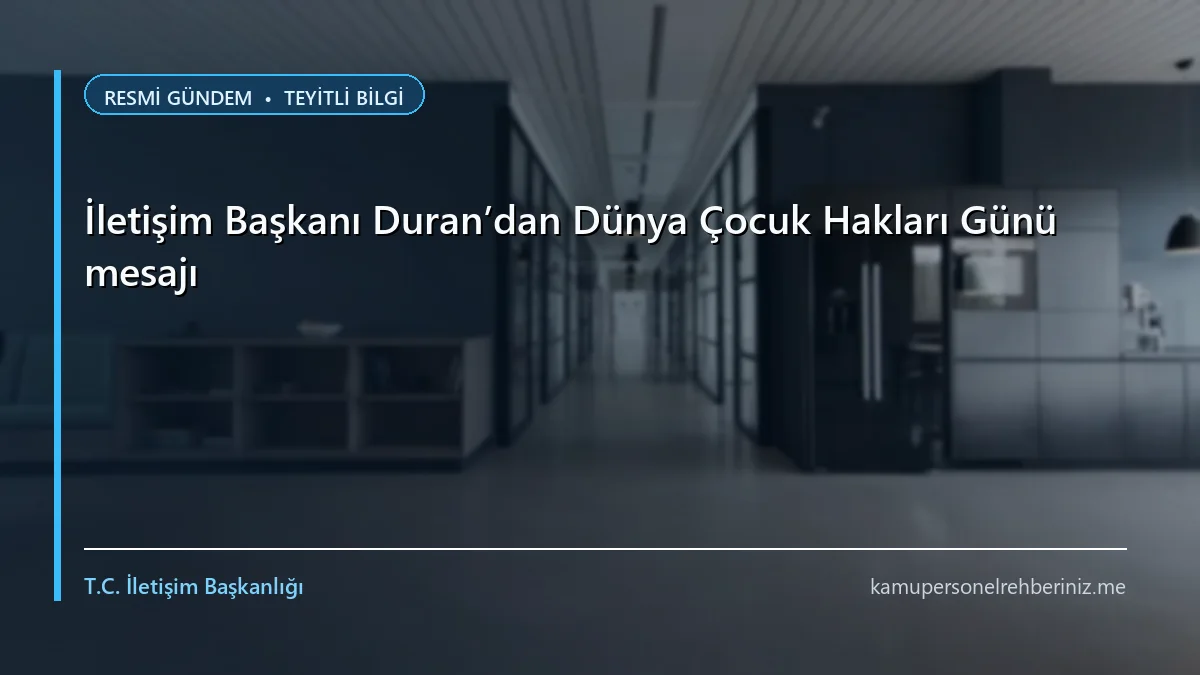 RESMİ GÜNDEM • TEYİTLİ BİLGİ
İletişim Başkanı Duran’dan Dünya Çocuk Hakları Günü
mesajı
T.C. İletişim Başkanlığı
kamupersonelrehberiniz.me